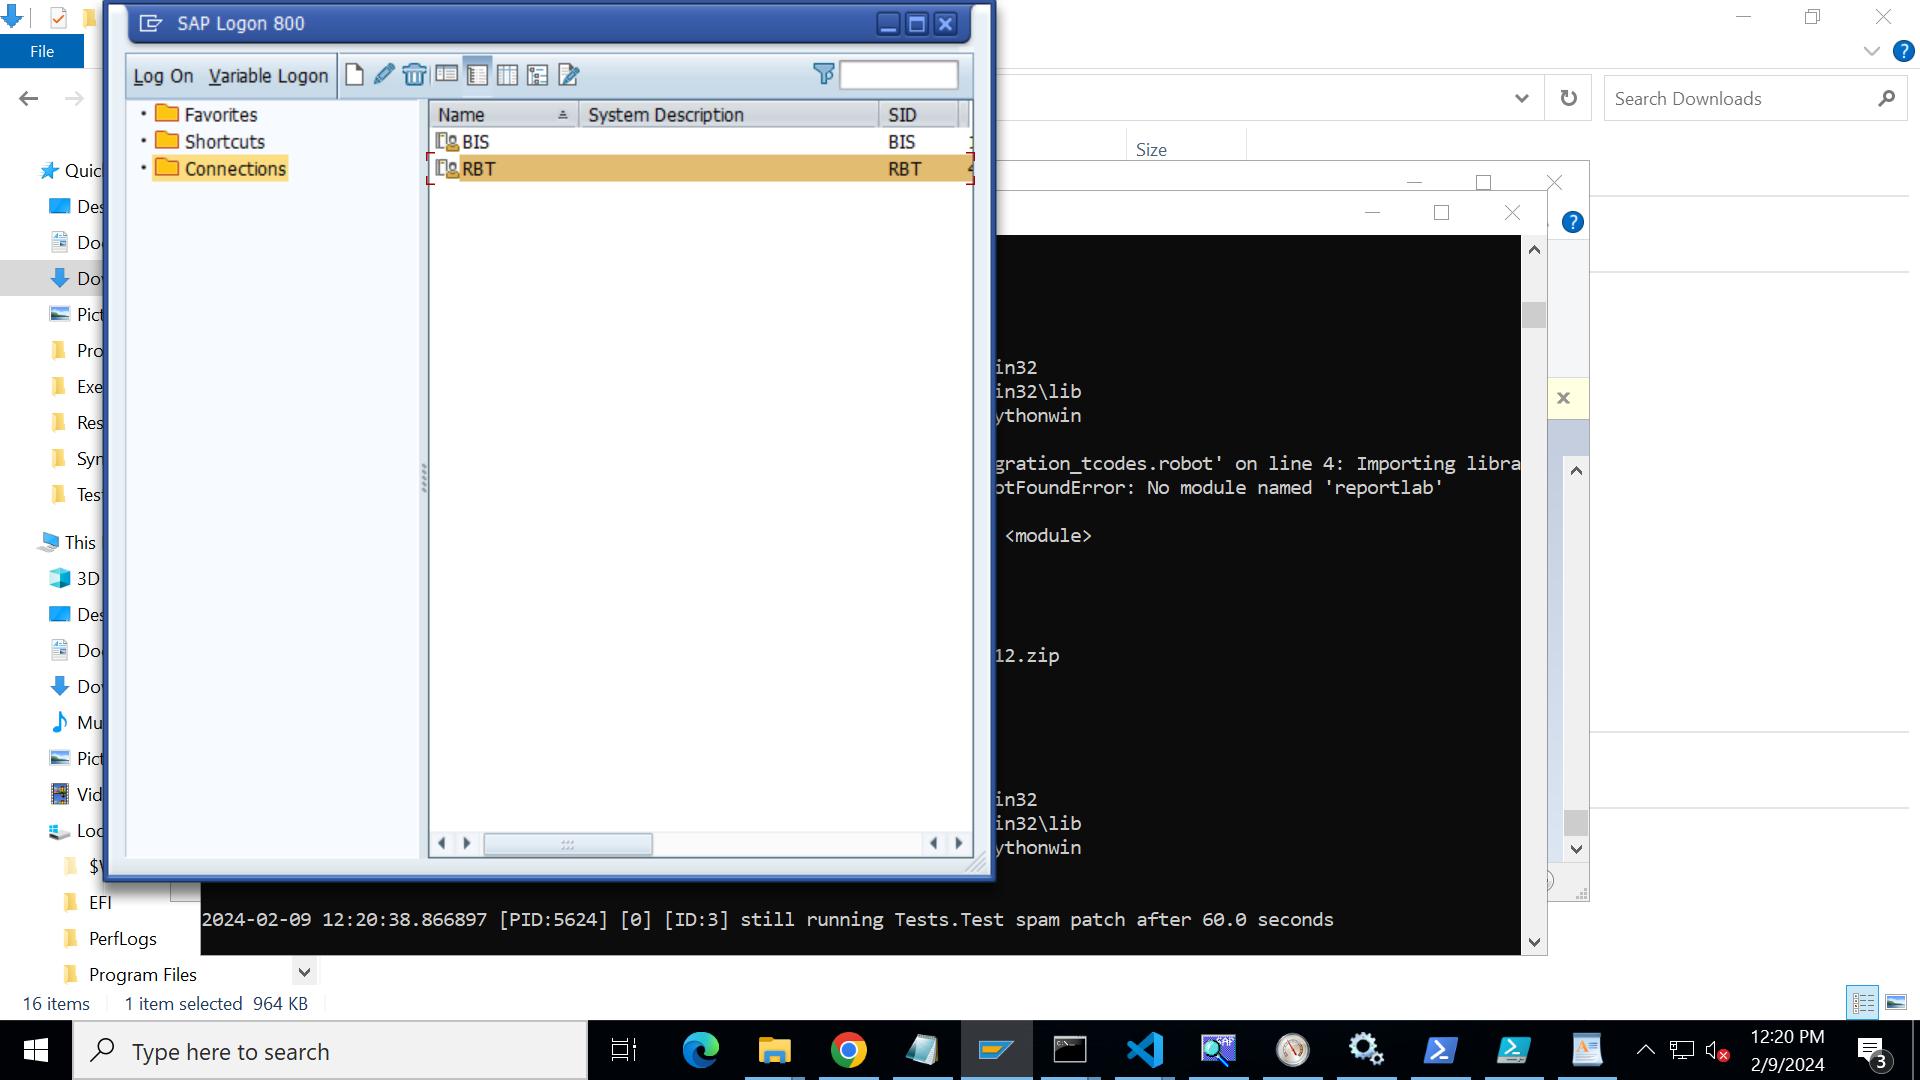 SAP Logon 800
File
Log On Variable Logon
Search Downloads
Favorites
Shortcuts
Connections
Name System Description SID
BIS BIS
RBT RBT
Size
Quic
Des
Doc
Dov
Pict
Pro
Exe
Res
Syn
Test
This
3D
Des
Doc
Dov
Mu
Pict
Vid
Loc
EFI
PerfLogs
Program Files
in32
in32\lib
ythonwin
gration_tcodes.robot' on line 4: Importing libra
otFoundError: No module named 'reportlab'
<module>
12.zip
in32
in32\lib
ythonwin
2024-02-09 12:20:38.866897 [PID:5624] [0] [ID:3] still running Tests.Test spam patch after 60.0 seconds
16 items 1 item selected 964 KB
Type here to search
12:20 PM
2/9/2024
3